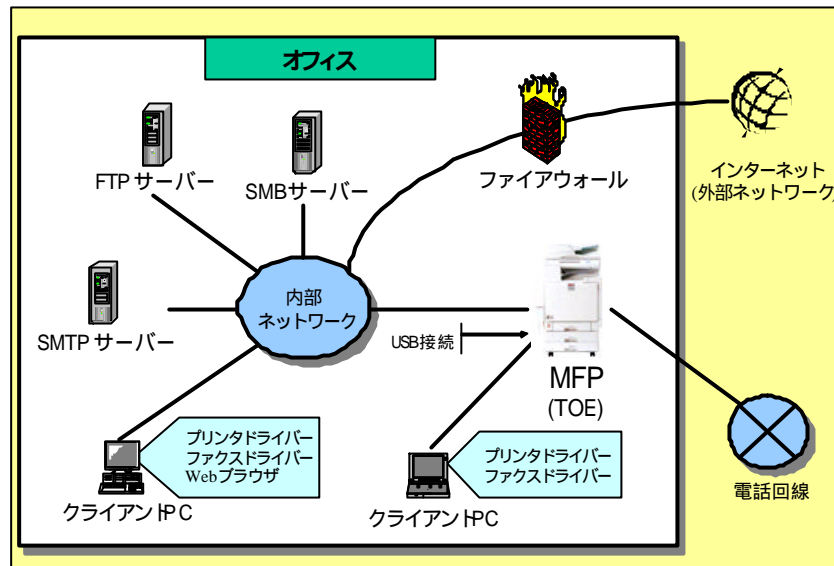 オフィス
FTP サーバー
SMBサーバー
ファイアウォール
インターネット
(外部ネットワーク)
SMTP サーバー
内部
ネットワーク
USB接続
MFP
(TOE)
プリンタドライバー
ファクスドライバー
Webブラウザ
クライアントPC
プリンタドライバー
ファクスドライバー
クライアントPC
電話回線